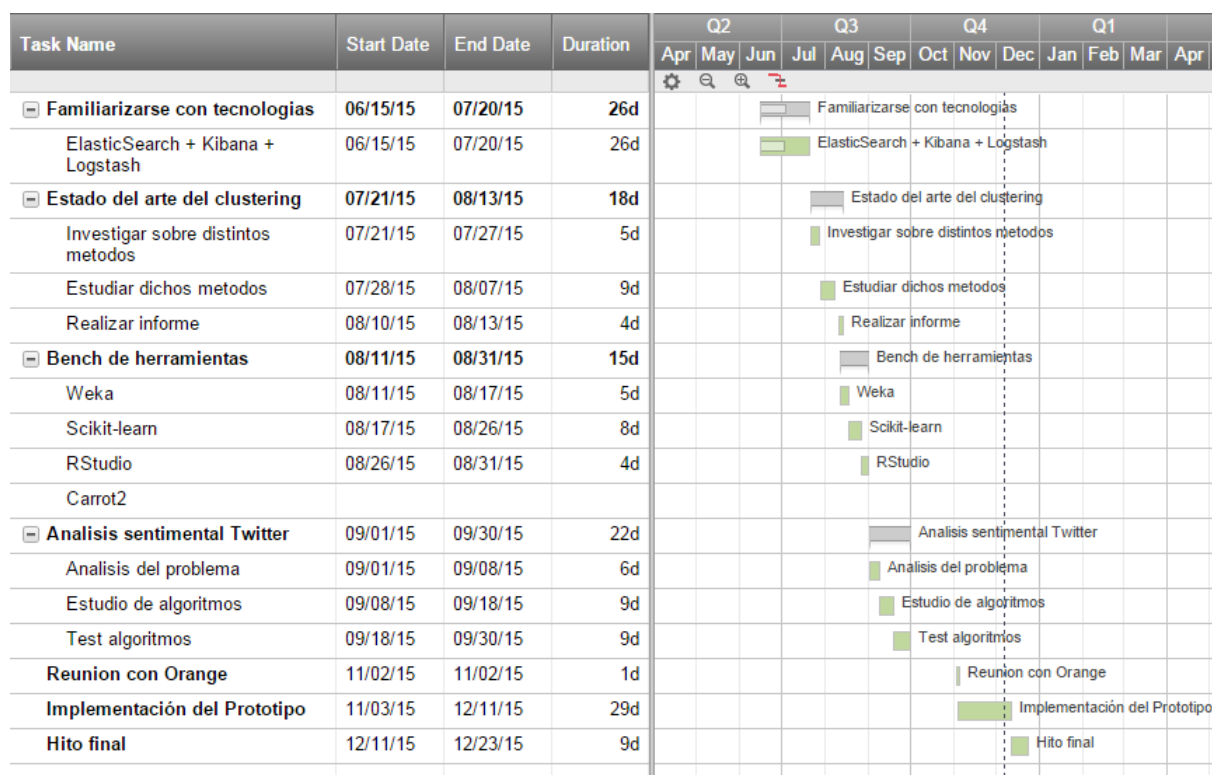 Task Name Start Date End Date Duration Q2 Q3 Q4 Q1
Apr May Jun Jul Aug Sep Oct Nov Dec Jan Feb Mar Apr
Familiarizarse con tecnologias 06/15/15 07/20/15 26d Familiarizarse con tecnologias
ElasticSearch + Kibana + 06/15/15 07/20/15 26d ElasticSearch + Kibana + Logstash
Logstash
Estado del arte del clustering 07/21/15 08/13/15 18d Estado del arte del clustering
Investigar sobre distintos 07/21/15 07/27/15 5d Investigar sobre distintos metodos
metodos
Estudiar dichos metodos 07/28/15 08/07/15 9d Estudiar dichos metodos
Realizar informe 08/10/15 08/13/15 4d Realizar informe
Bench de herramientas 08/11/15 08/31/15 15d Bench de herramientas
Weka 08/11/15 08/17/15 5d Weka
Scikit-learn 08/17/15 08/26/15 8d Scikit-learn
RStudio 08/26/15 08/31/15 4d RStudio
Carrot2
Analisis sentimental Twitter 09/01/15 09/30/15 22d Analisis sentimental Twitter
Analisis del problema 09/01/15 09/08/15 6d Analisis del problema
Estudio de algoritmos 09/08/15 09/18/15 9d Estudio de algoritmos
Test algoritmos 09/18/15 09/30/15 9d Test algoritmos
Reunion con Orange 11/02/15 11/02/15 1d Reunion con Orange
Implementación del Prototipo 11/03/15 12/11/15 29d Implementación del Prototipo
Hito final 12/11/15 12/23/15 9d Hito final